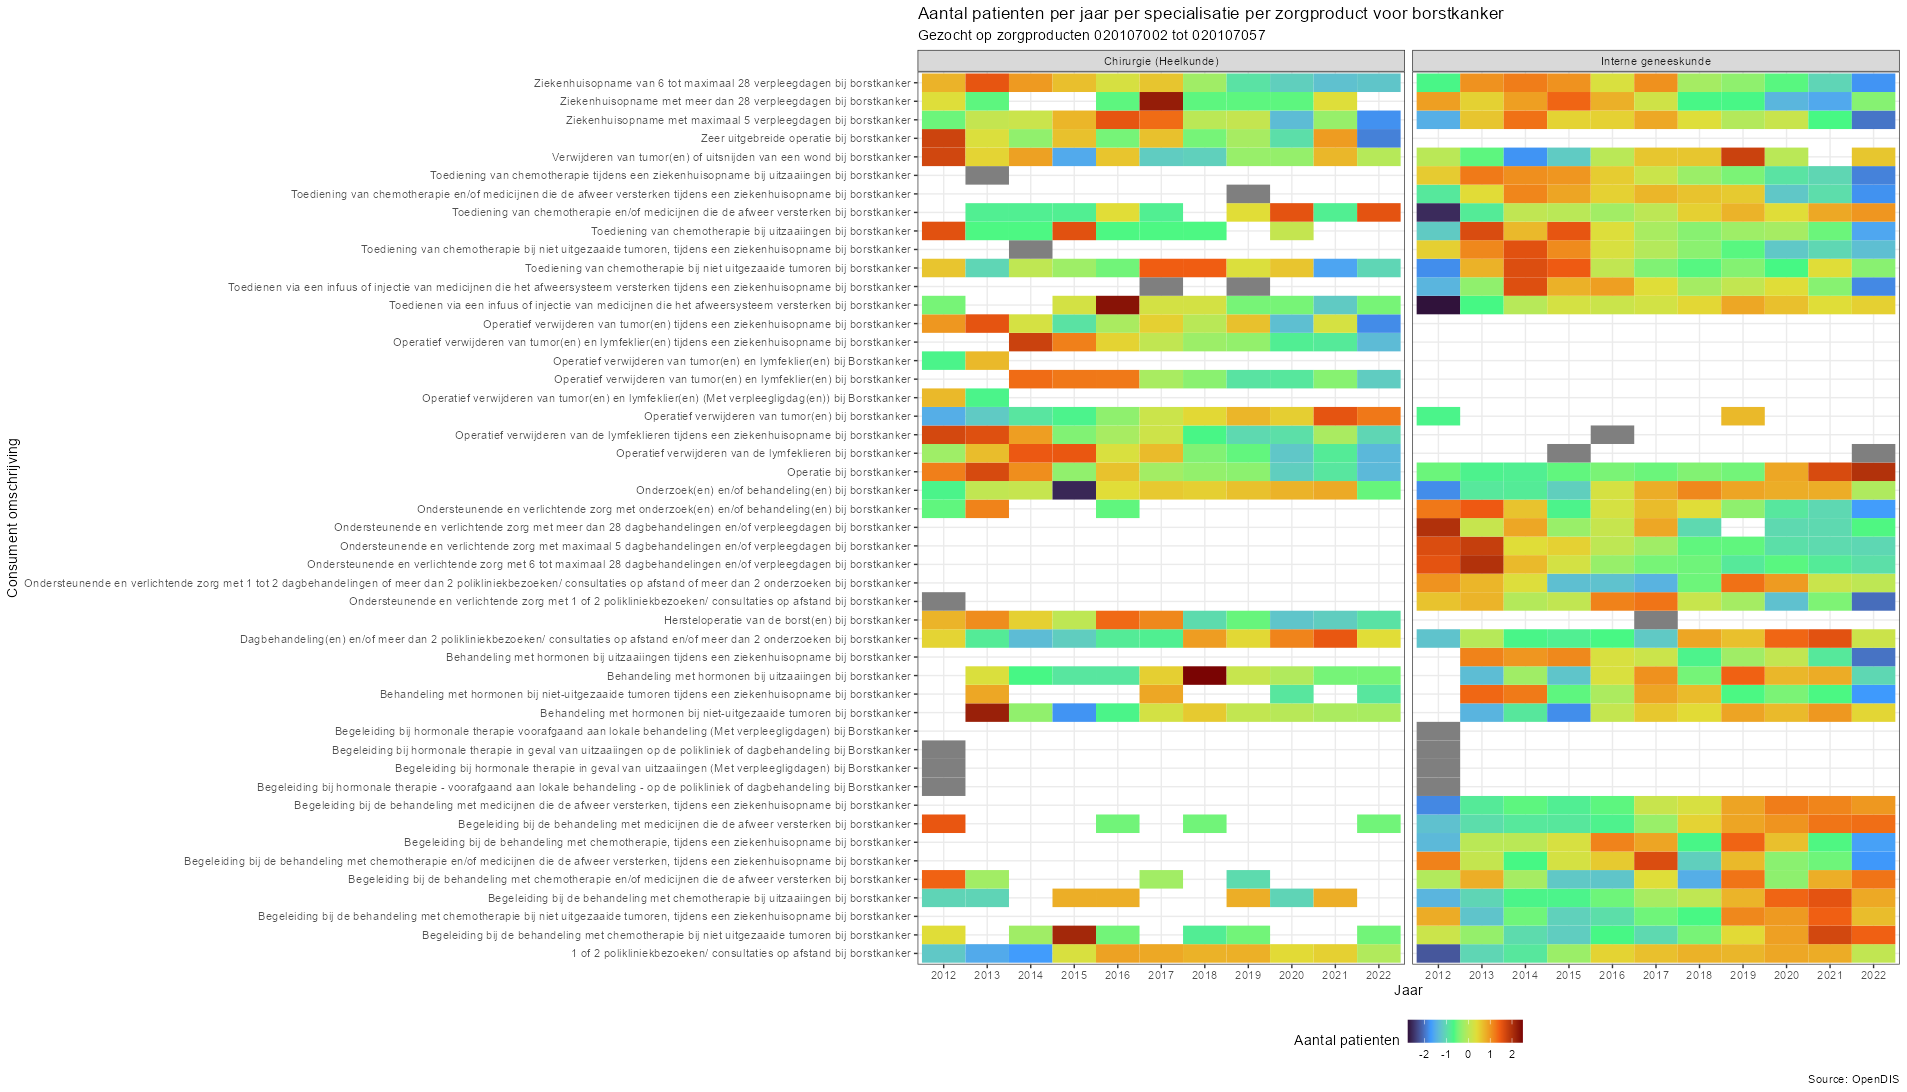 Aantal patienten per jaar per specialisatie per zorgproduct voor borstkanker
Gezocht op zorgproducten 020107002 tot 020107057
Chirurgie (Heelkunde)
Interne geneeskunde
Consument omschrijving
Ziekenhuisopname van 6 tot maximaal 28 verpleegdagen bij borstkanker
Ziekenhuisopname met meer dan 28 verpleegdagen bij borstkanker
Ziekenhuisopname met maximaal 5 verpleegdagen bij borstkanker
Zeer uitgebreide operatie bij borstkanker
Verwijderen van tumor(en) of uitsnijden van een wond bij borstkanker
Toediening van chemotherapie tijdens een ziekenhuisopname bij uitzaaiingen bij borstkanker
Toediening van chemotherapie en/of medicijnen die de afweer versterken tijdens een ziekenhuisopname bij borstkanker
Toediening van chemotherapie en/of medicijnen die de afweer versterken bij borstkanker
Toediening van chemotherapie bij uitzaaiingen bij borstkanker
Toediening van chemotherapie bij niet uitgezaaide tumoren, tijdens een ziekenhuisopname bij borstkanker
Toediening van chemotherapie bij niet uitgezaaide tumoren bij borstkanker
Toedienen via een infuus of injectie van medicijnen die het afweersysteem versterken tijdens een ziekenhuisopname bij borstkanker
Toedienen via een infuus of injectie van medicijnen die het afweersysteem versterken bij borstkanker
Operatief verwijderen van tumor(en) tijdens een ziekenhuisopname bij borstkanker
Operatief verwijderen van tumor(en) en lymfeklier(en) tijdens een ziekenhuisopname bij borstkanker
Operatief verwijderen van tumor(en) en lymfeklier(en) bij Borstkanker
Operatief verwijderen van tumor(en) en lymfeklier(en) bij borstkanker
Operatief verwijderen van tumor(en) en lymfeklier(en) (Met verpleegligdag(en)) bij Borstkanker
Operatief verwijderen van tumor(en) bij borstkanker
Operatief verwijderen van de lymfeklieren tijdens een ziekenhuisopname bij borstkanker
Operatief verwijderen van de lymfeklieren bij borstkanker
Operatie bij borstkanker
Onderzoek(en) en/of behandeling(en) bij borstkanker
Ondersteunende en verlichtende zorg met onderzoek(en) en/of behandeling(en) bij borstkanker
Ondersteunende en verlichtende zorg met meer dan 28 dagbehandelingen en/of verpleegdagen bij borstkanker
Ondersteunende en verlichtende zorg met maximaal 5 dagbehandelingen en/of verpleegdagen bij borstkanker
Ondersteunende en verlichtende zorg met 6 tot maximaal 28 dagbehandelingen en/of verpleegdagen bij borstkanker
Ondersteunende en verlichtende zorg met 1 tot 2 dagbehandelingen of meer dan 2 polikliniekbezoeken/ consultaties op afstand of meer dan 2 onderzoeken bij borstkanker
Ondersteunende en verlichtende zorg met 1 of 2 polikliniekbezoeken/ consultaties op afstand bij borstkanker
Hersteloperatie van de borst(en) bij borstkanker
Dagbehandeling(en) en/of meer dan 2 polikliniekbezoeken/ consultaties op afstand en/of meer dan 2 onderzoeken bij borstkanker
Behandeling met hormonen bij uitzaaiingen tijdens een ziekenhuisopname bij borstkanker
Behandeling met hormonen bij uitzaaiingen bij borstkanker
Behandeling met hormonen bij niet-uitgezaaide tumoren tijdens een ziekenhuisopname bij borstkanker
Behandeling met hormonen bij niet-uitgezaaide tumoren bij borstkanker
Begeleiding bij hormonale therapie voorafgaand aan lokale behandeling (Met verpleegligdagen) bij Borstkanker
Begeleiding bij hormonale therapie in geval van uitzaaiingen op de polikliniek of dagbehandeling bij Borstkanker
Begeleiding bij hormonale therapie in geval van uitzaaiingen (Met verpleegligdagen) bij Borstkanker
Begeleiding bij hormonale therapie - voorafgaand aan lokale behandeling - op de polikliniek of dagbehandeling bij Borstkanker
Begeleiding bij de behandeling met medicijnen die de afweer versterken, tijdens een ziekenhuisopname bij borstkanker
Begeleiding bij de behandeling met medicijnen die de afweer versterken bij borstkanker
Begeleiding bij de behandeling met chemotherapie, tijdens een ziekenhuisopname bij borstkanker
Begeleiding bij de behandeling met chemotherapie en/of medicijnen die de afweer versterken, tijdens een ziekenhuisopname bij borstkanker
Begeleiding bij de behandeling met chemotherapie en/of medicijnen die de afweer versterken bij borstkanker
Begeleiding bij de behandeling met chemotherapie bij uitzaaiingen bij borstkanker
Begeleiding bij de behandeling met chemotherapie bij niet uitgezaaide tumoren, tijdens een ziekenhuisopname bij borstkanker
Begeleiding bij de behandeling met chemotherapie bij niet uitgezaaide tumoren bij borstkanker
1 of 2 polikliniekbezoeken/ consultaties op afstand bij borstkanker
2012 2013 2014 2015 2016 2017 2018 2019 2020 2021 2022
2012 2013 2014 2015 2016 2017 2018 2019 2020 2021 2022
Jaar
Aantal patienten
-2 -1 0 1 2
Source: OpenDIS